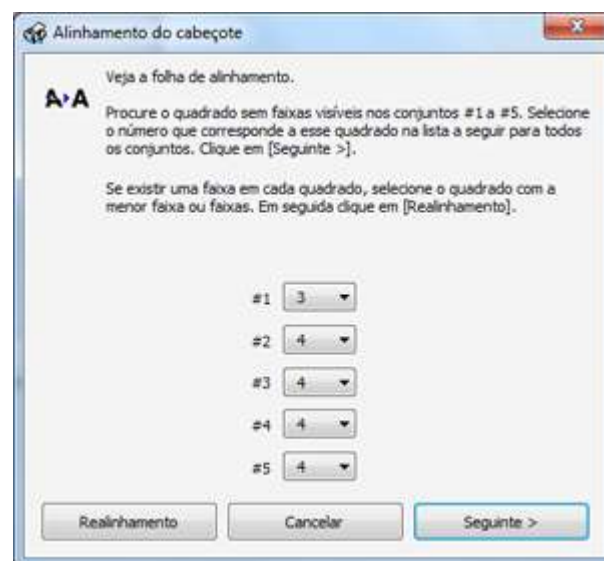 Alinhamento do cabeçote
Veja a folha de alinhamento.
A›A
Procure o quadrado sem faixas visíveis nos conjuntos #1 a #5. Selecione
o número que corresponde a esse quadrado na lista a seguir para todos
os conjuntos. Clique em [Seguinte >].
Se existir uma faixa em cada quadrado, selecione o quadrado com a
menor faixa ou faixas. Em seguida clique em [Realinhamento].
#1 3
#2 4
#3 4
#4 4
#5 4
Realinhamento Cancelar Seguinte >